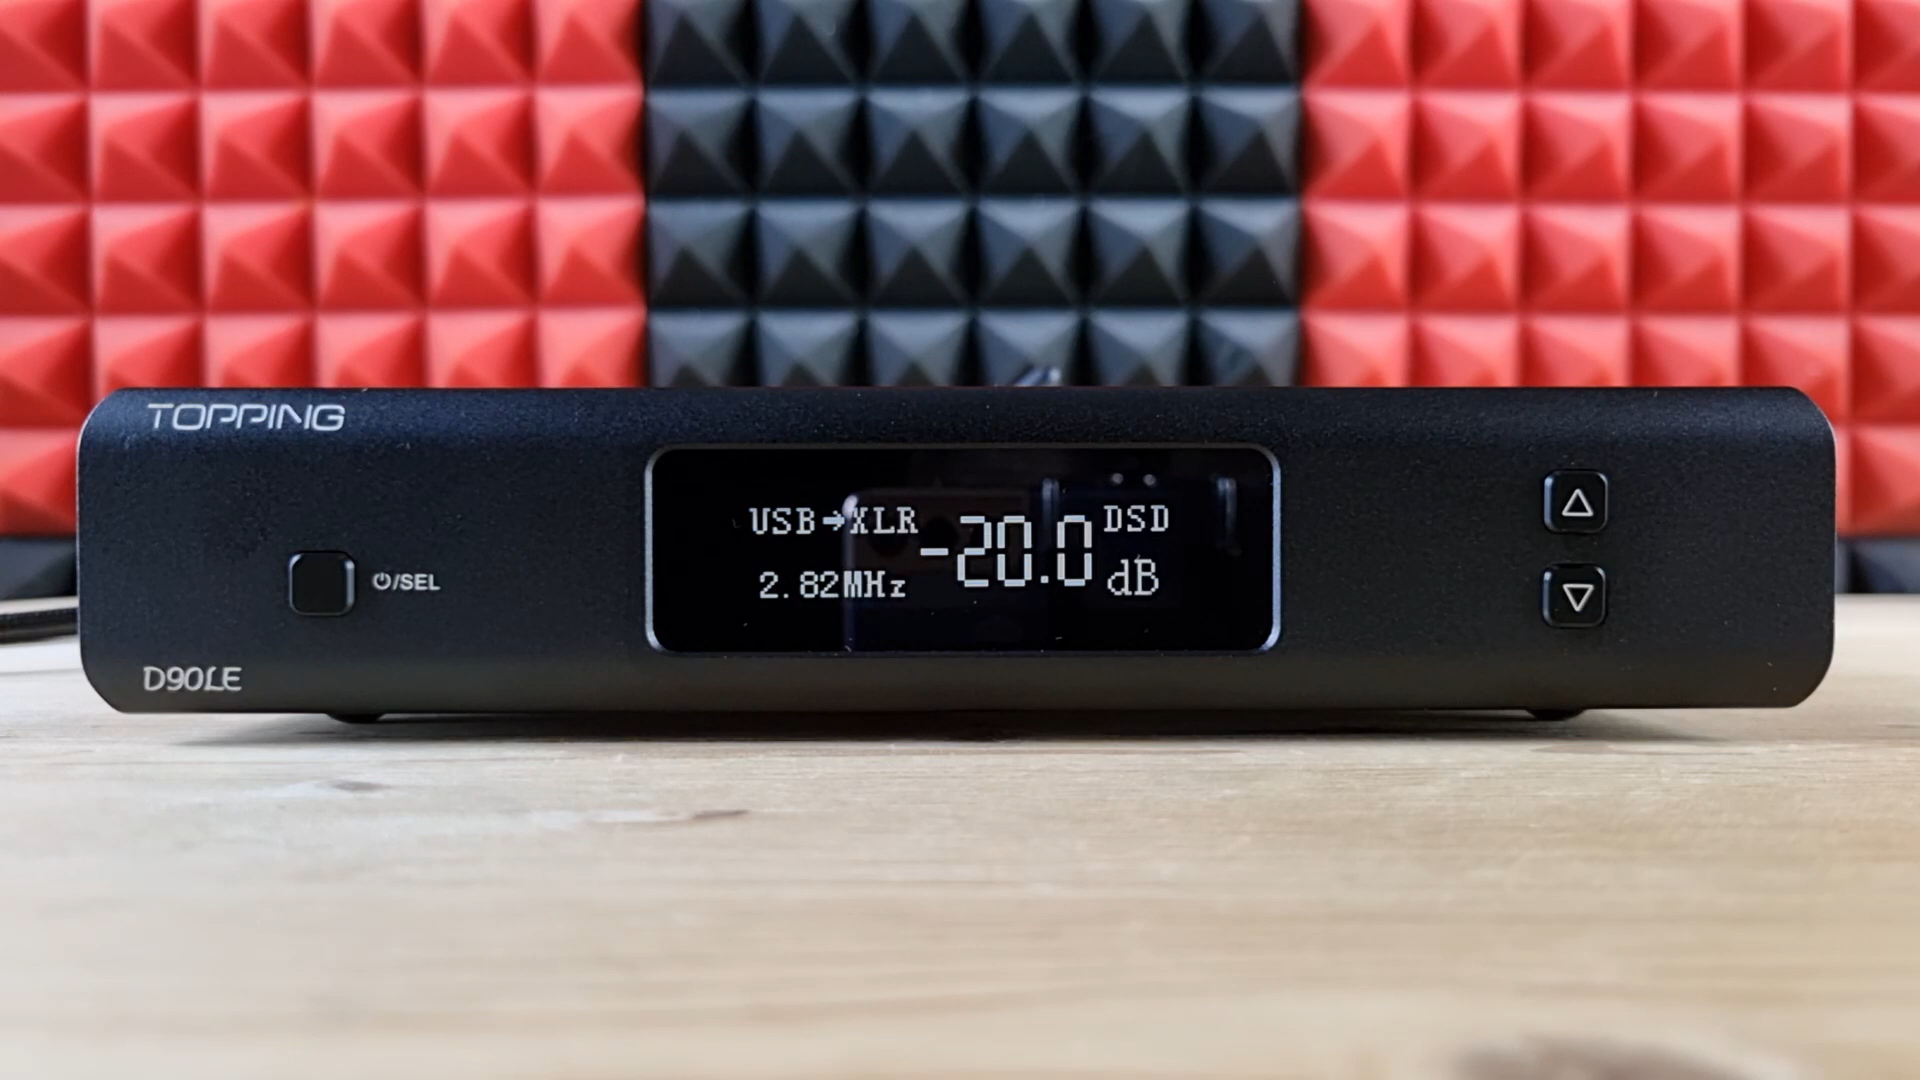 TOPPING
USB→XLR
-20.0
DSD
2.82MHz
dB
⏻/SEL
D90LE